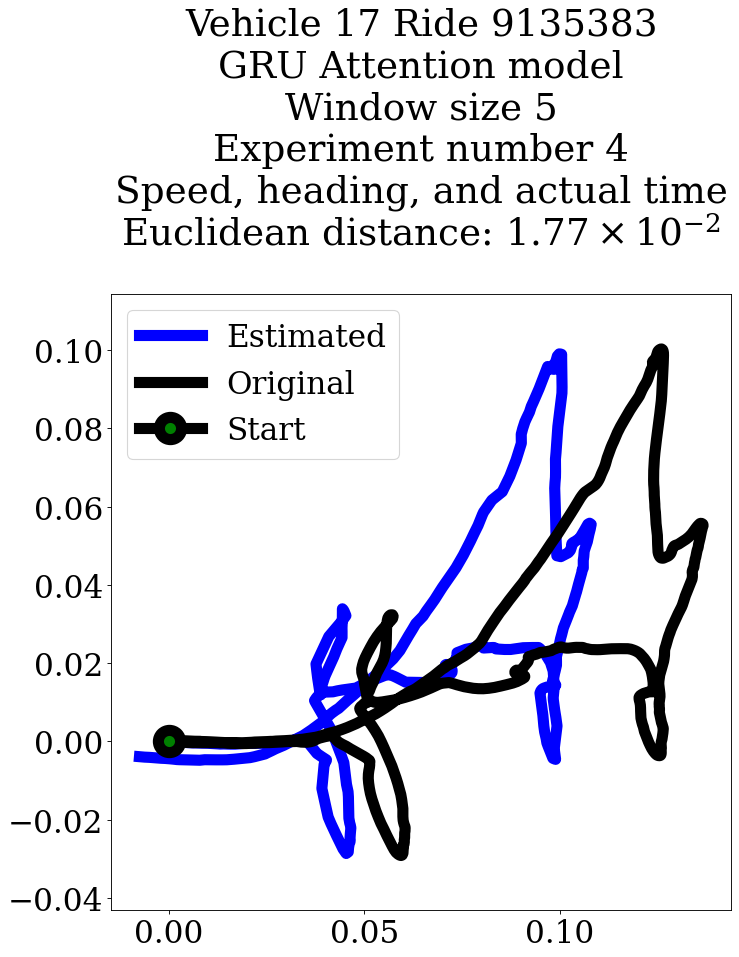 Vehicle 17 Ride 9135383
GRU Attention model
Window size 5
Experiment number 4
Speed, heading, and actual time
Euclidean distance: 1.77 × 10⁻²
Estimated
Original
Start
0.10
0.08
0.06
0.04
0.02
0.00
−0.02
−0.04
0.00 0.05 0.10